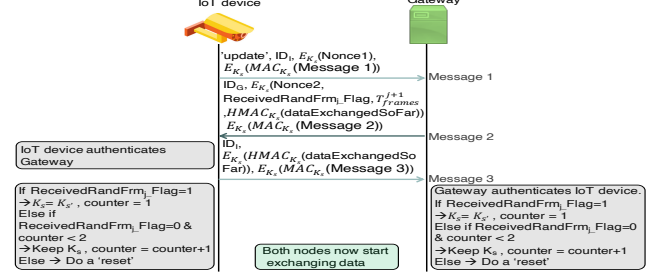 IoT device
Gateway
'update', ID_I, E_{K_s}(Nonce1),
E_{K_s}(MAC_{K_s}(Message 1))
Message 1
ID_G, E_{K_s}(Nonce2,
ReceivedRandFrm_j_Flag, T^{j+1}_{frames}
,HMAC_{K_s}(dataExchangedSoFar))
E_{K_s}(MAC_{K_s}(Message 2))
Message 2
IoT device authenticates
Gateway
ID_I,
E_{K_s}(HMAC_{K_s}(dataExchangedSo
Far)), E_{K_s}(MAC_{K_s}(Message 3))
Message 3
If ReceivedRandFrm_j_Flag=1
→K_s= K_{s'} , counter = 1
Else if
ReceivedRandFrm_j_Flag=0 &
counter < 2
→Keep K_s , counter = counter+1
Else → Do a 'reset'
Gateway authenticates IoT device.
If ReceivedRandFrm_j_Flag=1
→K_s= K_{s'} , counter = 1
Else if ReceivedRandFrm_j_Flag=0
& counter < 2
→Keep K_s , counter = counter+1
Else → Do a 'reset'
Both nodes now start
exchanging data